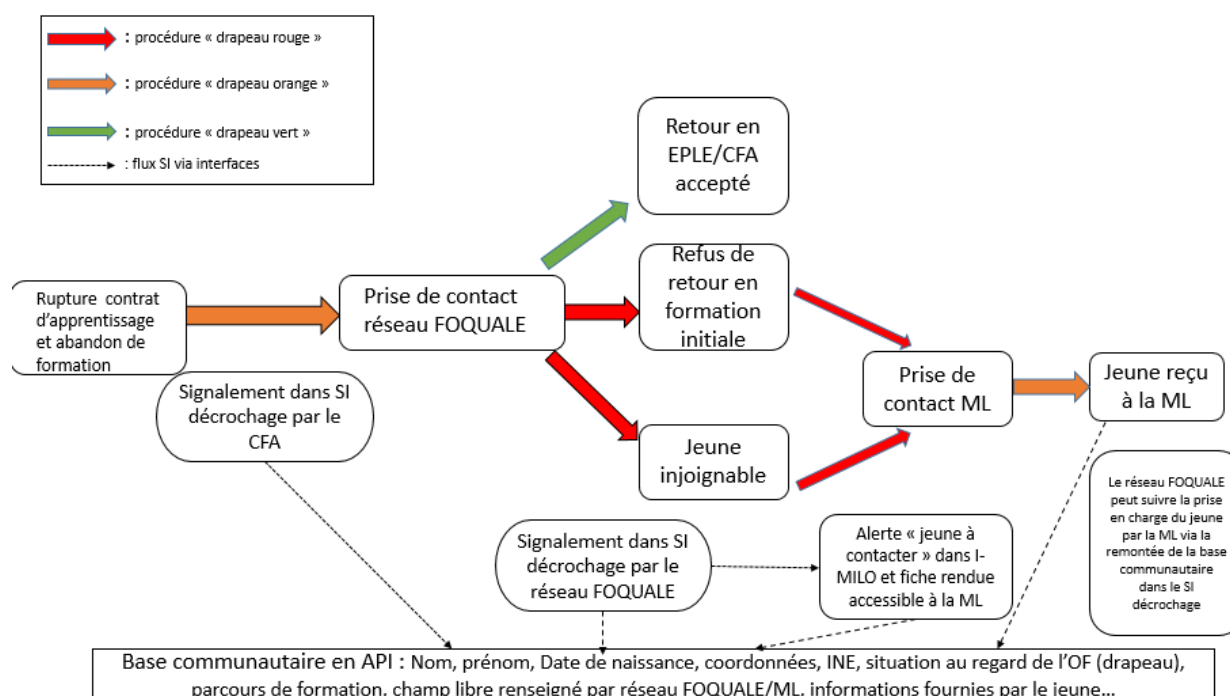 : procédure « drapeau rouge »
: procédure « drapeau orange »
: procédure « drapeau vert »
: flux SI via interfaces
Retour en
EPLE/CFA
accepté
Rupture contrat
d’apprentissage
et abandon de
formation
Prise de contact
réseau FOQUALE
Refus de
retour en
formation
initiale
Signalement dans SI
décrochage par le
CFA
Jeune
injoignable
Prise de
contact ML
Jeune reçu
à la ML
Signalement dans SI
décrochage par le
réseau FOQUALE
Alerte « jeune à
contacter » dans I-
MILO et fiche rendue
accessible à la ML
Le réseau FOQUALE
peut suivre la prise
en charge du jeune
par la ML via la
remontée de la base
communautaire
dans le SI
décrochage
Base communautaire en API : Nom, prénom, Date de naissance, coordonnées, INE, situation au regard de l’OF (drapeau),
parcours de formation, champ libre renseigné par réseau FOQUALE/ML, informations fournies par le jeune…